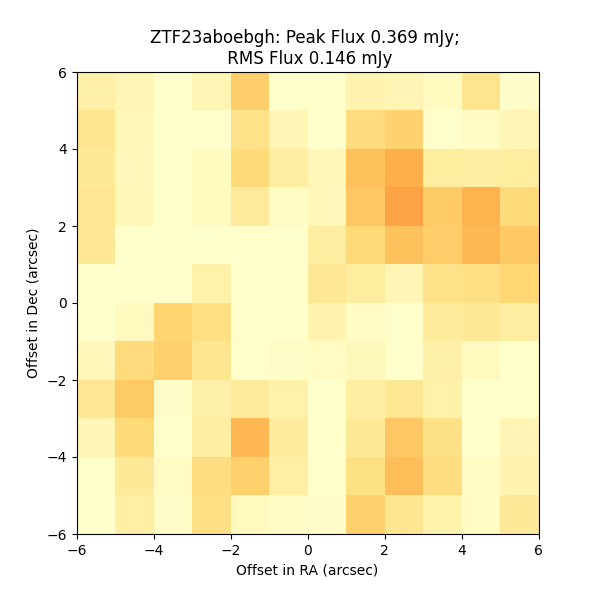 ZTF23aboebgh: Peak Flux 0.369 mJy;
RMS Flux 0.146 mJy
6
4
2
0
−2
−4
−6
Offset in Dec (arcsec)
−6 −4 −2 0 2 4 6
Offset in RA (arcsec)